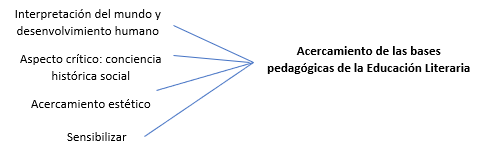 Interpretación del mundo y
desenvolvimiento humano
Aspecto crítico: conciencia
histórica social
Acercamiento estético
Sensibilizar
Acercamiento de las bases
pedagógicas de la Educación Literaria